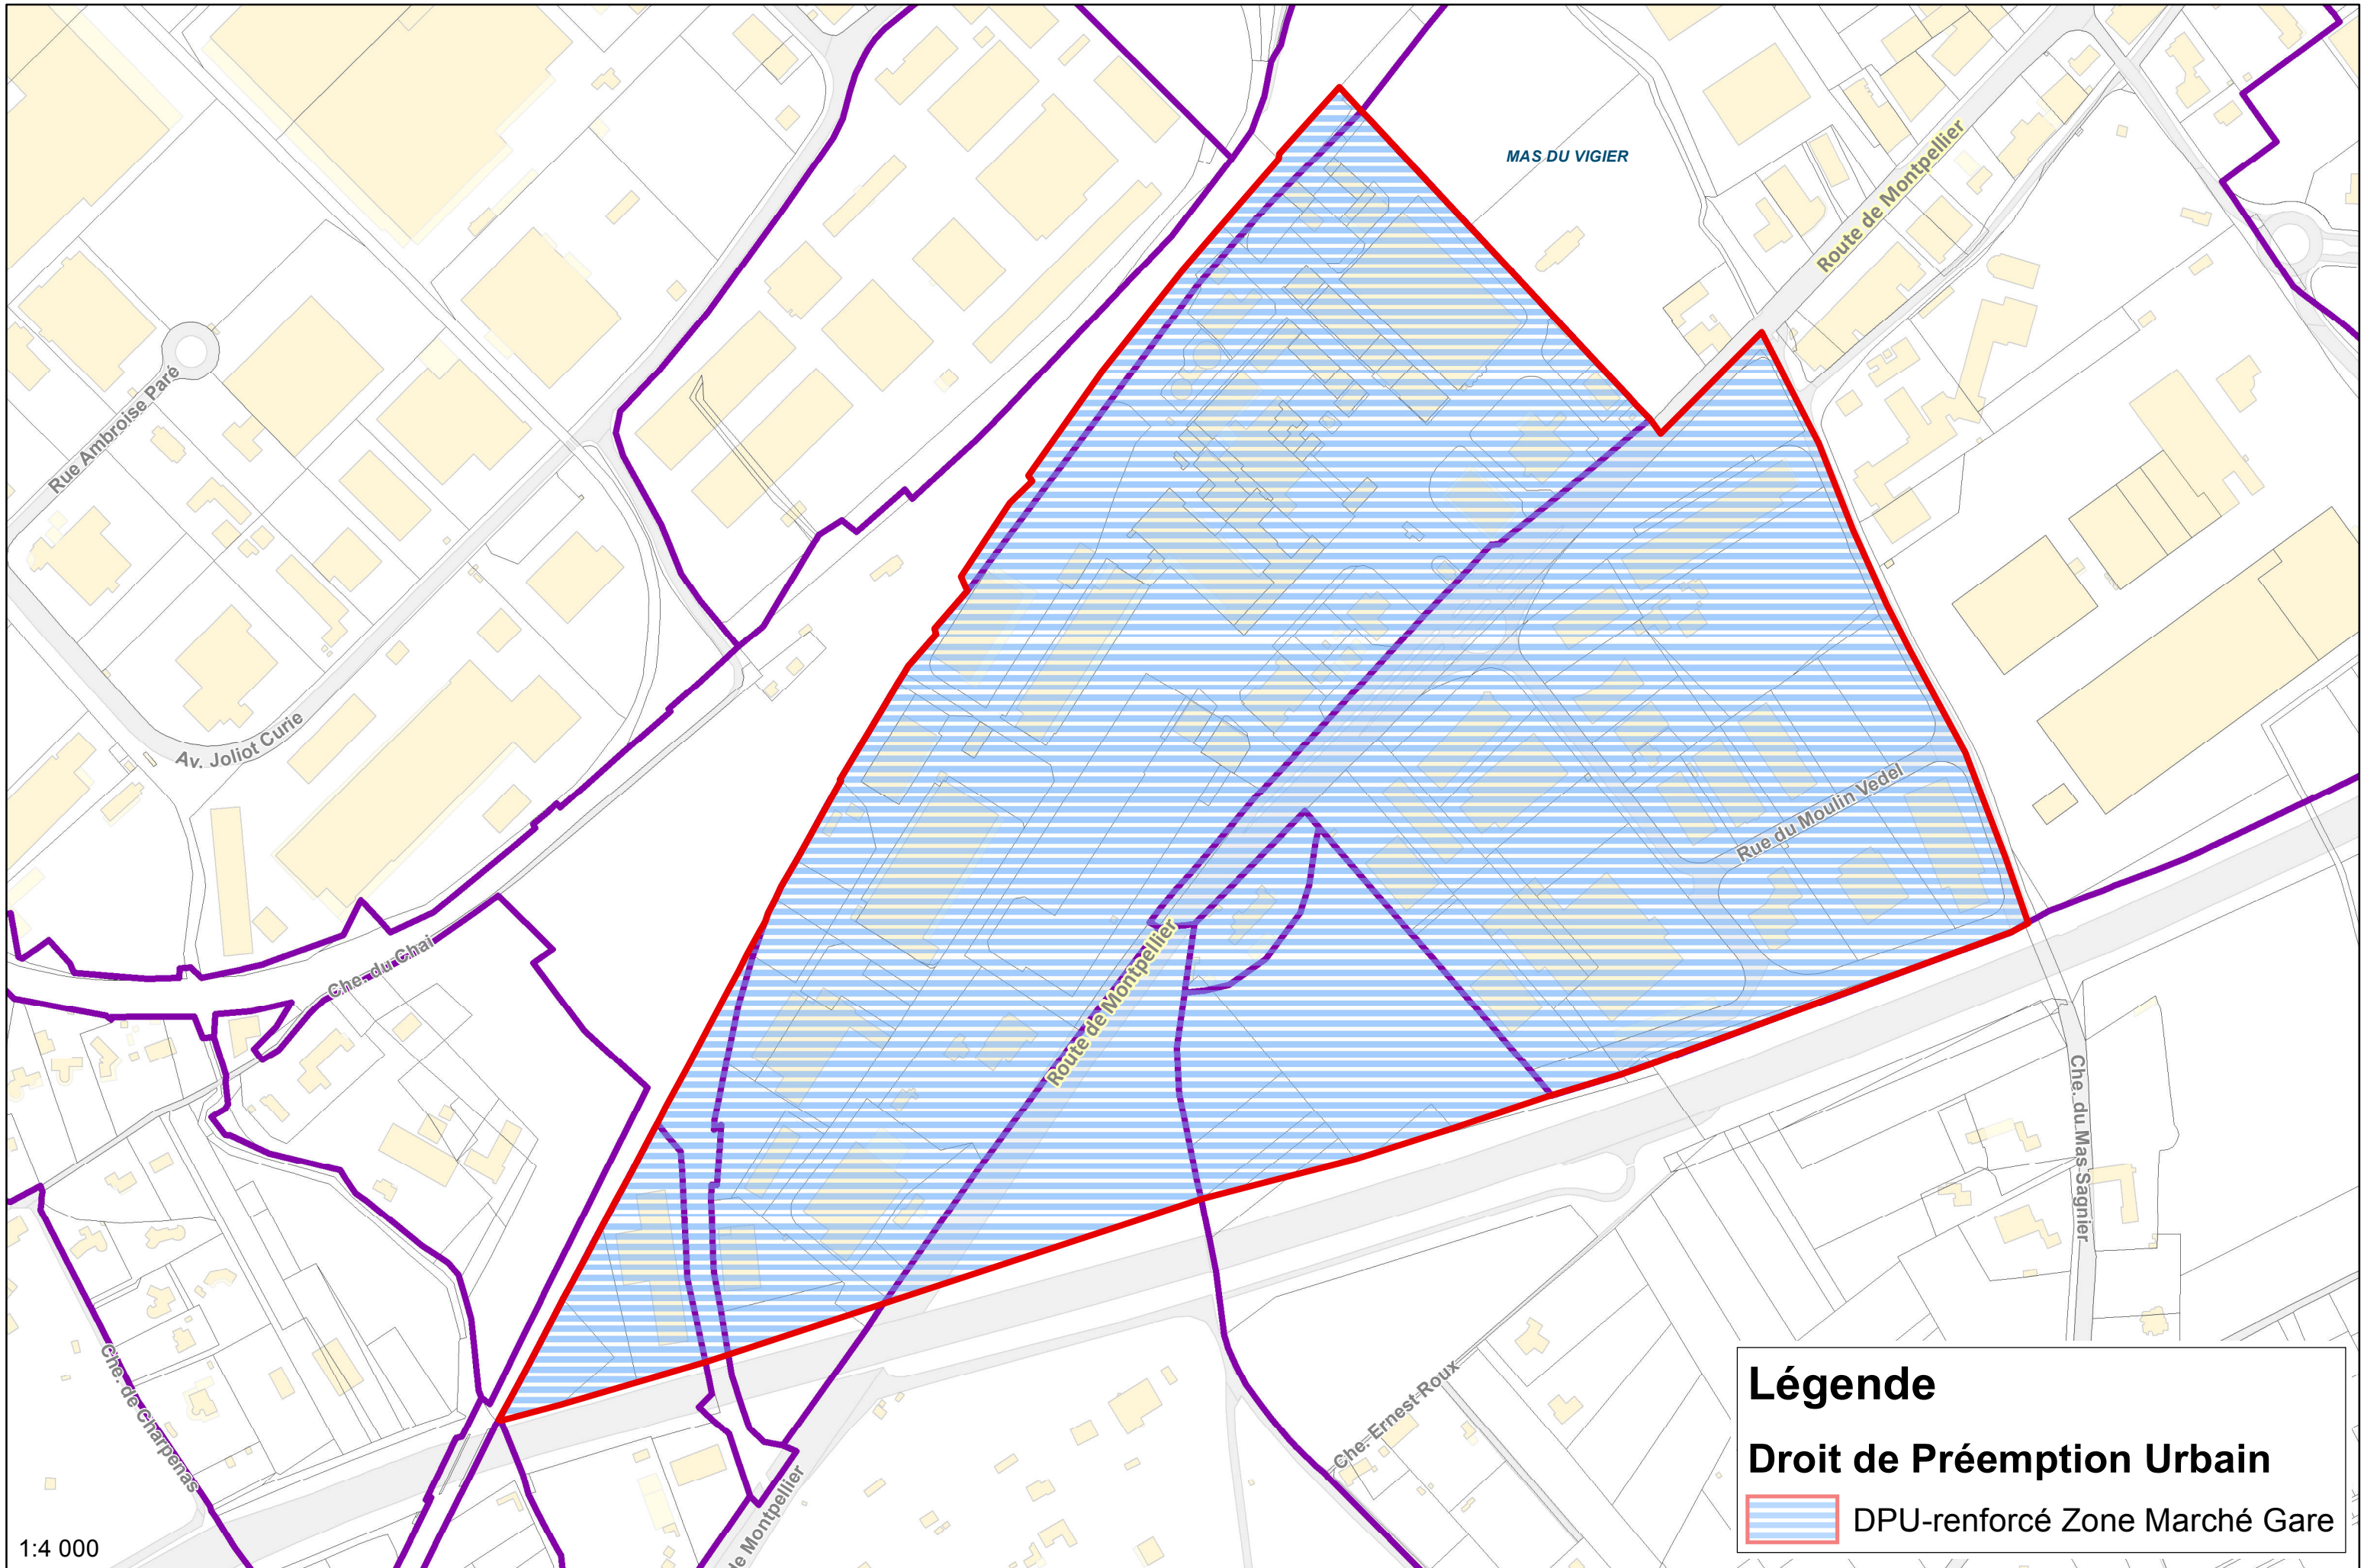 MAS DU VIGIER
Route de Montpellier
Rue Ambroise Paré
Av. Joliot Curie
Rue du Moulin Vedel
Che. du Chai
Route de Montpellier
Che. du Mas Sagnier
Che. de Charpenas
Che. Ernest Roux
de Montpellier
Légende
Droit de Préemption Urbain
DPU-renforcé Zone Marché Gare
1:4 000